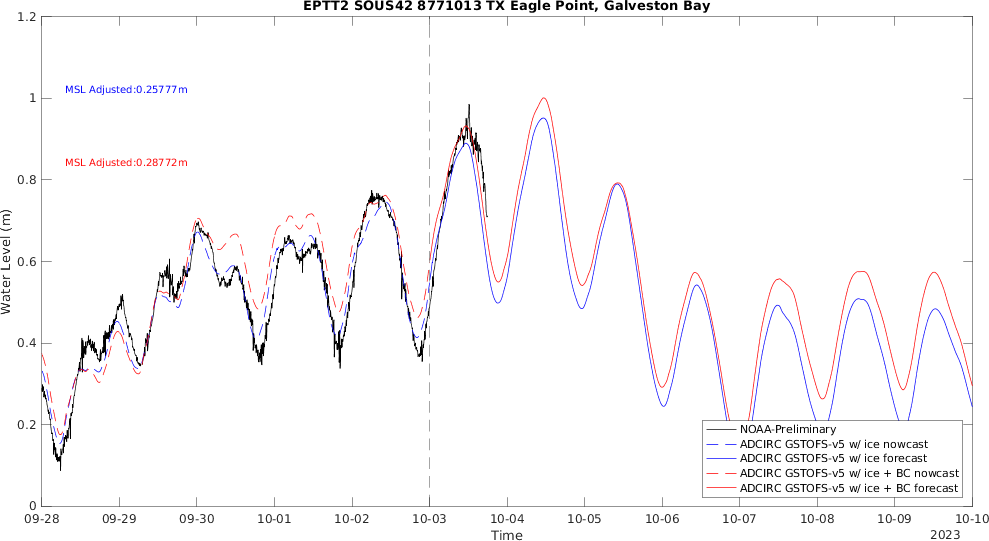 EPTT2 SOUS42 8771013 TX Eagle Point, Galveston Bay
1.2
1
0.8
0.6
0.4
0.2
0
Water Level (m)
MSL Adjusted:0.25777m
MSL Adjusted:0.28772m
NOAA-Preliminary
ADCIRC GSTOFS-v5 w/ ice nowcast
ADCIRC GSTOFS-v5 w/ ice forecast
ADCIRC GSTOFS-v5 w/ ice + BC nowcast
ADCIRC GSTOFS-v5 w/ ice + BC forecast
09-28 09-29 09-30 10-01 10-02 10-03 10-04 10-05 10-06 10-07 10-08 10-09 10-10
Time
2023